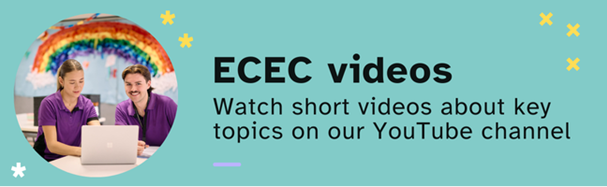 ECEC videos
Watch short videos about key
topics on our YouTube channel